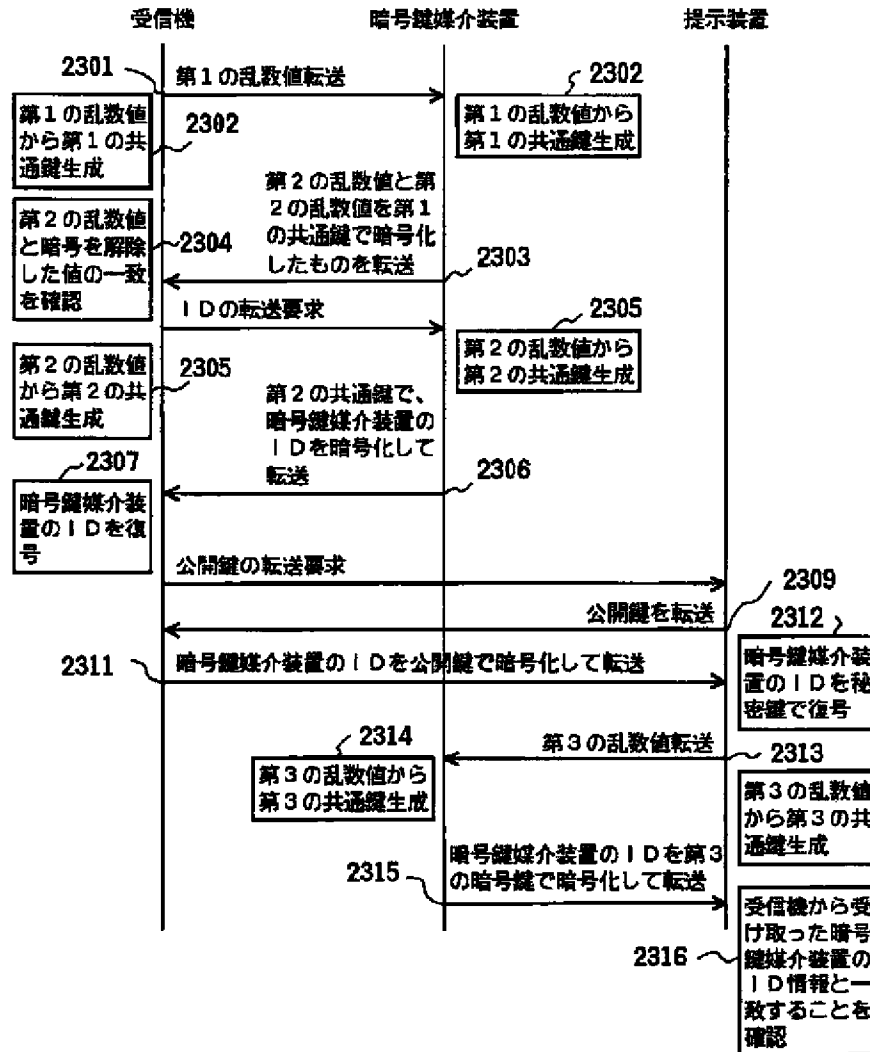 受信機
暗号鍵媒介装置
提示装置
2301
第1の乱数値転送
2302
第1の乱数値
から第1の共
通鍵生成
2302
第1の乱数値から
第1の共通鍵生成
第2の乱数値と第
2の乱数値を第1
の共通鍵で暗号化
したものを転送
2303
第2の乱数値
と暗号を解除
した値の一致
を確認
2304
IDの転送要求
2305
第2の乱数値から
第2の共通鍵生成
第2の乱数値
から第2の共
通鍵生成
2305
第2の共通鍵で、
暗号鍵媒介装置の
IDを暗号化して
転送
2306
2307
暗号鍵媒介装
置のIDを復
号
公開鍵の転送要求
2309
公開鍵を転送
2312
2311
暗号鍵媒介装置のIDを公開鍵で暗号化して転送
暗号鍵媒介装
置のIDを秘
密鍵で復号
2314
第3の乱数値転送
2313
第3の乱数値から
第3の共通鍵生成
第3の乱数値
から第3の共
通鍵生成
2315
暗号鍵媒介装置のIDを第3
の暗号鍵で暗号化して転送
2316
受信機から受
け取った暗号
鍵媒介装置の
ID情報と一
致することを
確認